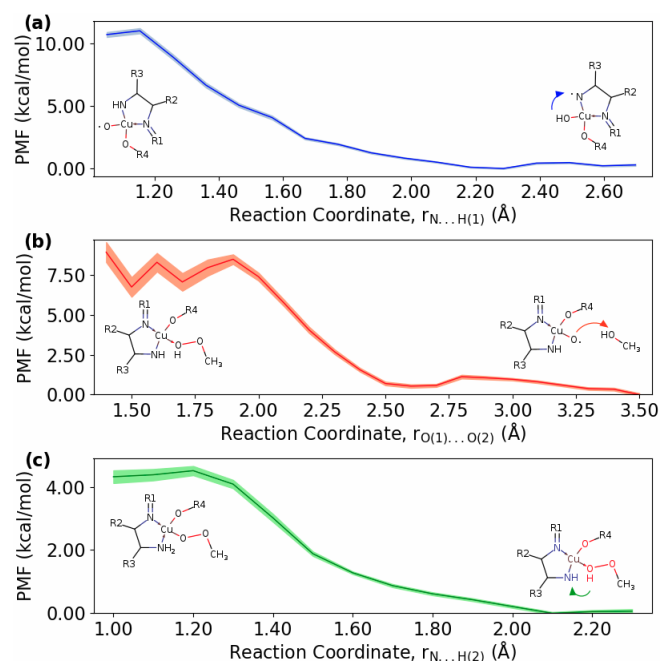 (a)
PMF (kcal/mol)
10.00
5.00
0.00
R3
HN
R2
·O
Cu
N
R1
O
R4
R3
·N
R2
HO
Cu
N
R1
O
R4
1.20 1.40 1.60 1.80 2.00 2.20 2.40 2.60
Reaction Coordinate, rN...H(1) (Å)
(b)
PMF (kcal/mol)
7.50
5.00
2.50
0.00
R1
N
O
R4
R2
Cu
O
O
R3
NH
H
CH3
R1
N
O
R4
R2
Cu
O·
HO
R3
NH
CH3
1.50 1.75 2.00 2.25 2.50 2.75 3.00 3.25 3.50
Reaction Coordinate, rO(1)...O(2) (Å)
(c)
PMF (kcal/mol)
4.00
2.00
0.00
R1
N
O
R4
R2
Cu
O
O
R3
NH2
CH3
R1
N
O
R4
R2
Cu
O
O
R3
NH
H
CH3
1.00 1.20 1.40 1.60 1.80 2.00 2.20
Reaction Coordinate, rN...H(2) (Å)